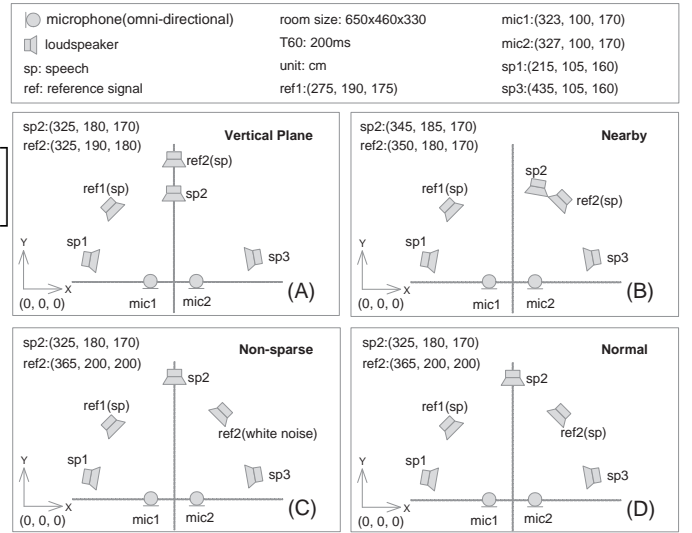 microphone(omni-directional)
loudspeaker
sp: speech
ref: reference signal
room size: 650x460x330
T60: 200ms
unit: cm
ref1:(275, 190, 175)
mic1:(323, 100, 170)
mic2:(327, 100, 170)
sp1:(215, 105, 160)
sp3:(435, 105, 160)
sp2:(325, 180, 170)
ref2:(325, 190, 180)
Vertical Plane
ref2(sp)
ref1(sp)
sp2
sp1
sp3
Y
X
(0, 0, 0)
mic1
mic2
(A)
sp2:(345, 185, 170)
ref2:(350, 180, 170)
Nearby
sp2
ref1(sp)
ref2(sp)
sp1
sp3
Y
X
(0, 0, 0)
mic1
mic2
(B)
sp2:(325, 180, 170)
ref2:(365, 200, 200)
Non-sparse
sp2
ref1(sp)
ref2(white noise)
sp1
sp3
Y
X
(0, 0, 0)
mic1
mic2
(C)
sp2:(325, 180, 170)
ref2:(365, 200, 200)
Normal
sp2
ref1(sp)
ref2(sp)
sp1
sp3
Y
X
(0, 0, 0)
mic1
mic2
(D)